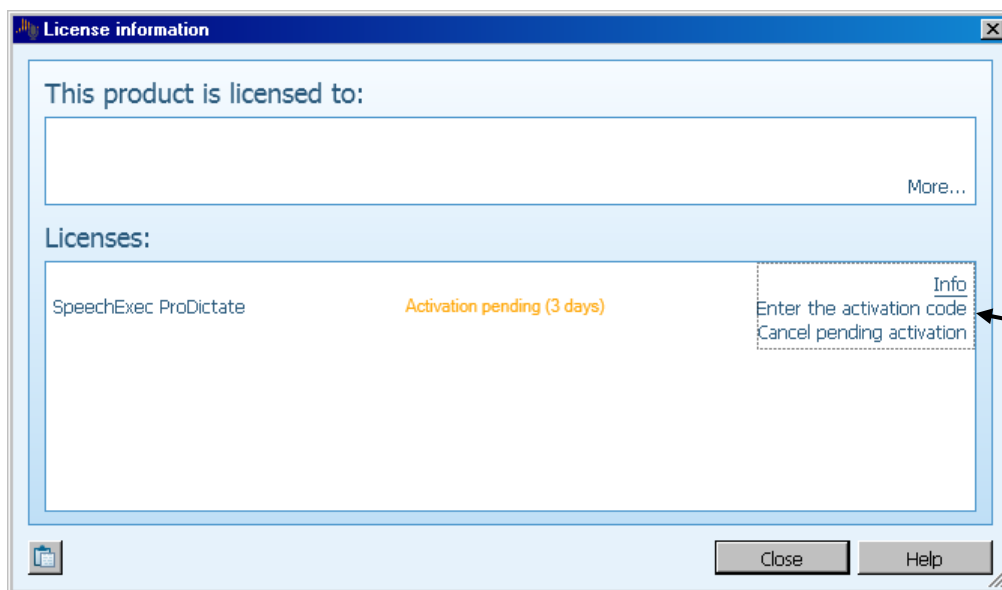 License information
This product is licensed to:
More...
Licenses:
Info
SpeechExec ProDictate Activation pending (3 days) Enter the activation code
Cancel pending activation
Close Help